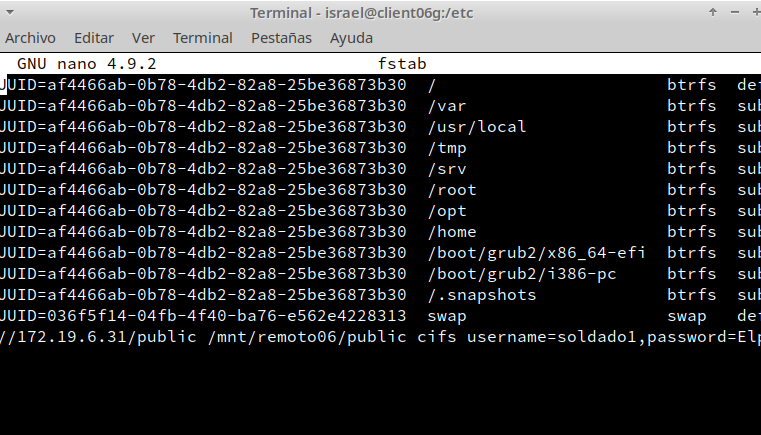 Terminal - israel@client06g:/etc
Archivo Editar Ver Terminal Pestañas Ayuda
GNU nano 4.9.2 fstab
UUID=af4466ab-0b78-4db2-82a8-25be36873b30 / btrfs def
UUID=af4466ab-0b78-4db2-82a8-25be36873b30 /var btrfs sub
UUID=af4466ab-0b78-4db2-82a8-25be36873b30 /usr/local btrfs sub
UUID=af4466ab-0b78-4db2-82a8-25be36873b30 /tmp btrfs sub
UUID=af4466ab-0b78-4db2-82a8-25be36873b30 /srv btrfs sub
UUID=af4466ab-0b78-4db2-82a8-25be36873b30 /root btrfs sub
UUID=af4466ab-0b78-4db2-82a8-25be36873b30 /opt btrfs sub
UUID=af4466ab-0b78-4db2-82a8-25be36873b30 /home btrfs sub
UUID=af4466ab-0b78-4db2-82a8-25be36873b30 /boot/grub2/x86_64-efi btrfs sub
UUID=af4466ab-0b78-4db2-82a8-25be36873b30 /boot/grub2/i386-pc btrfs sub
UUID=af4466ab-0b78-4db2-82a8-25be36873b30 /.snapshots btrfs sub
UUID=036f5f14-04fb-4f40-ba76-e562e4228313 swap swap def
//172.19.6.31/public /mnt/remoto06/public cifs username=soldado1,password=Elp